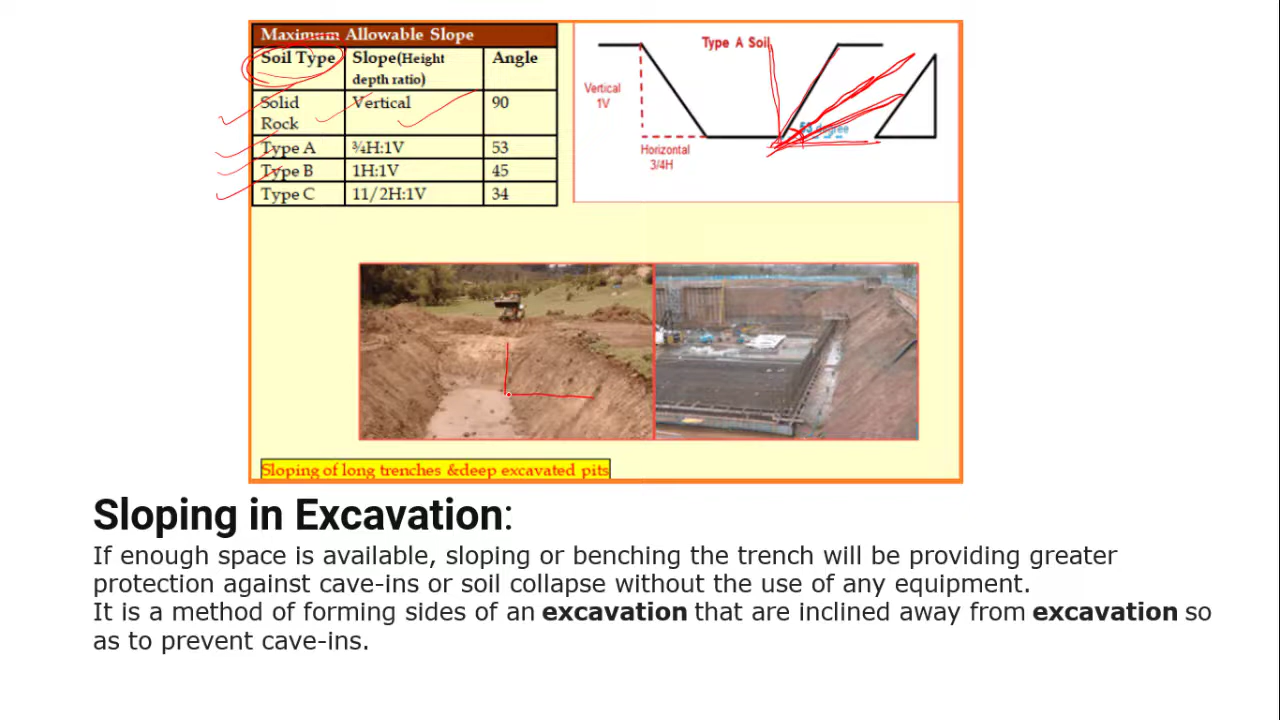 Maximum Allowable Slope
Soil Type Slope(Height depth ratio) Angle
Solid Rock Vertical 90
Type A ¾H:1V 53
Type B 1H:1V 45
Type C 11/2H:1V 34
Type A Soil
Vertical
1V
53 degree
Horizontal
3/4H
Sloping of long trenches &deep excavated pits
Sloping in Excavation:
If enough space is available, sloping or benching the trench will be providing greater
protection against cave-ins or soil collapse without the use of any equipment.
It is a method of forming sides of an excavation that are inclined away from excavation so
as to prevent cave-ins.